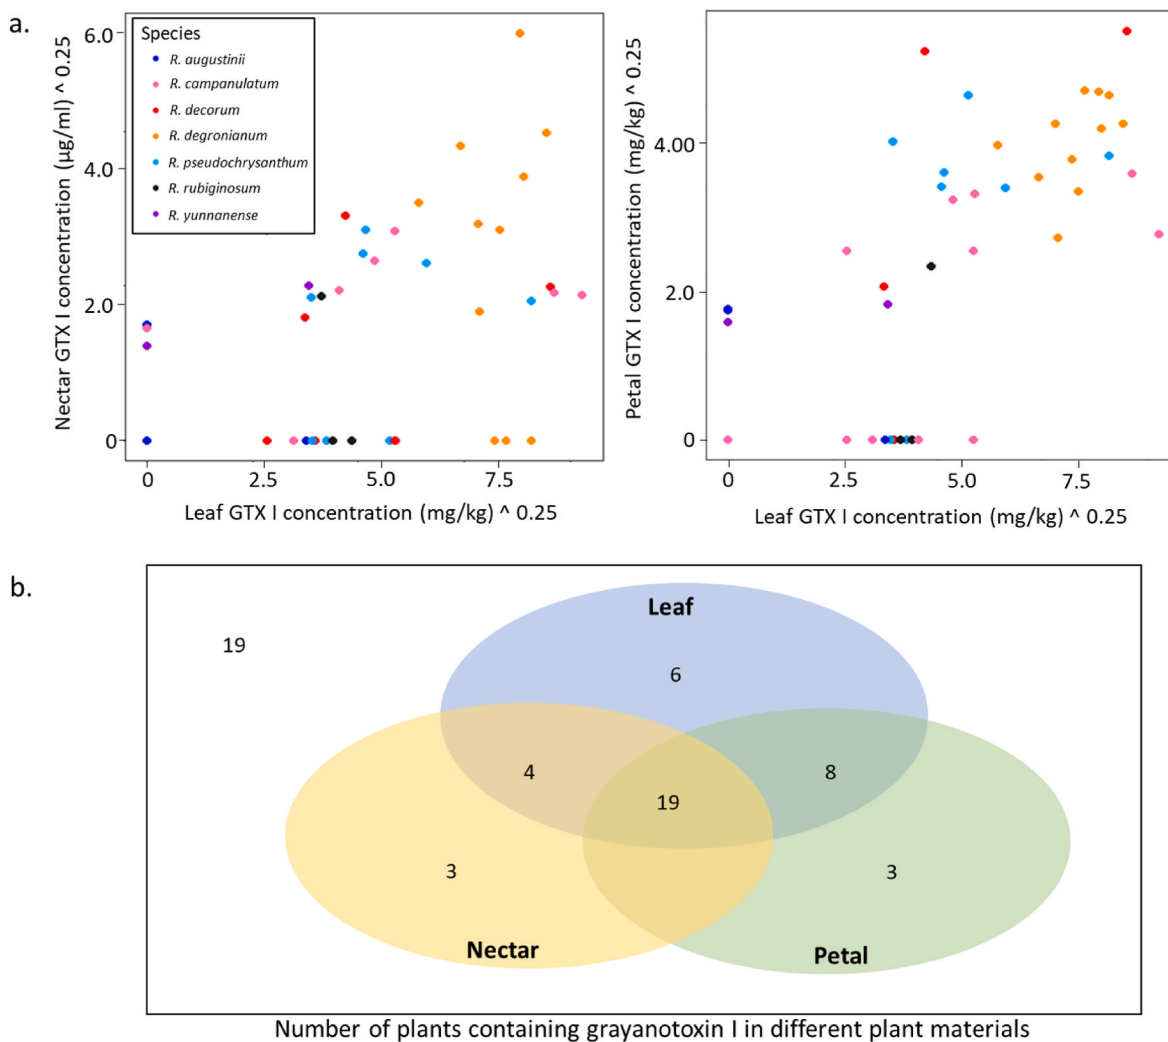 a.
Nectar GTX I concentration (µg/ml) ^ 0.25
6.0
4.0
2.0
0
Species
R. augustinii
R. campanulatum
R. decorum
R. degronianum
R. pseudochrysanthum
R. rubiginosum
R. yunnanense
0
2.5
5.0
7.5
Leaf GTX I concentration (mg/kg) ^ 0.25
Petal GTX I concentration (mg/kg) ^ 0.25
4.00
2.0
0
0
2.5
5.0
7.5
Leaf GTX I concentration (mg/kg) ^ 0.25
b.
19
Leaf
6
4
8
19
3
3
Nectar
Petal
Number of plants containing grayanotoxin I in different plant materials